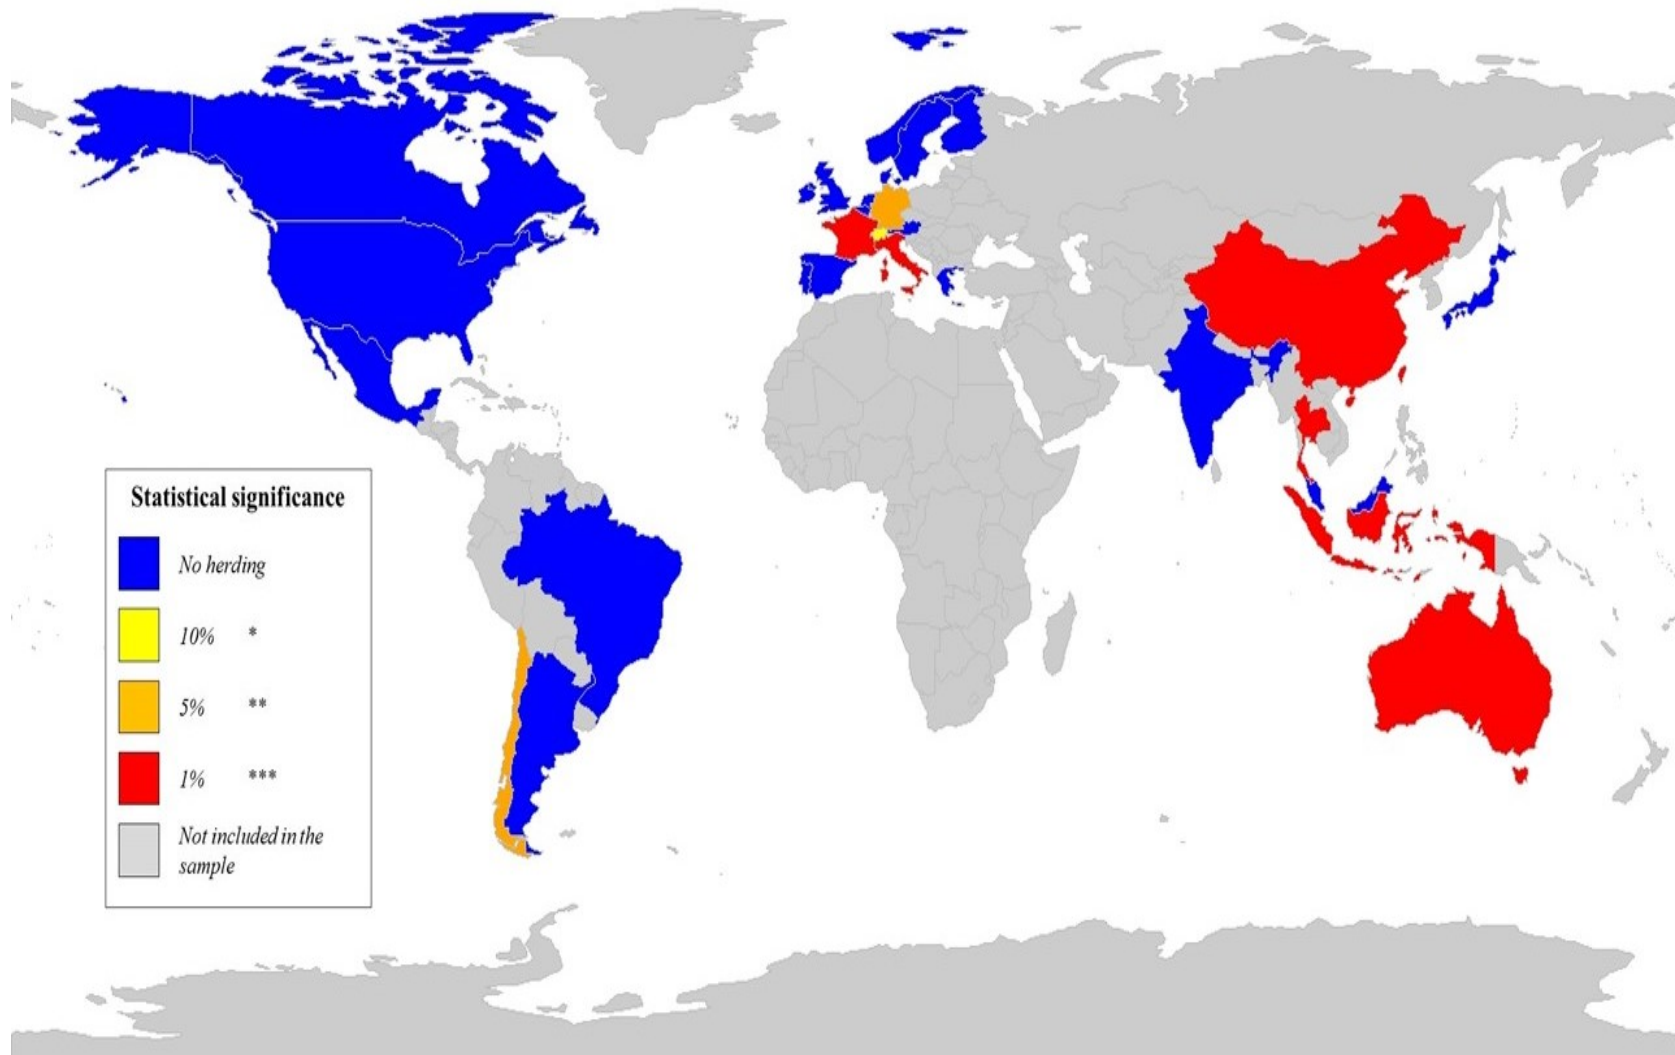 Statistical significance
No herding
10% *
5% **
1% ***
Not included in the
sample